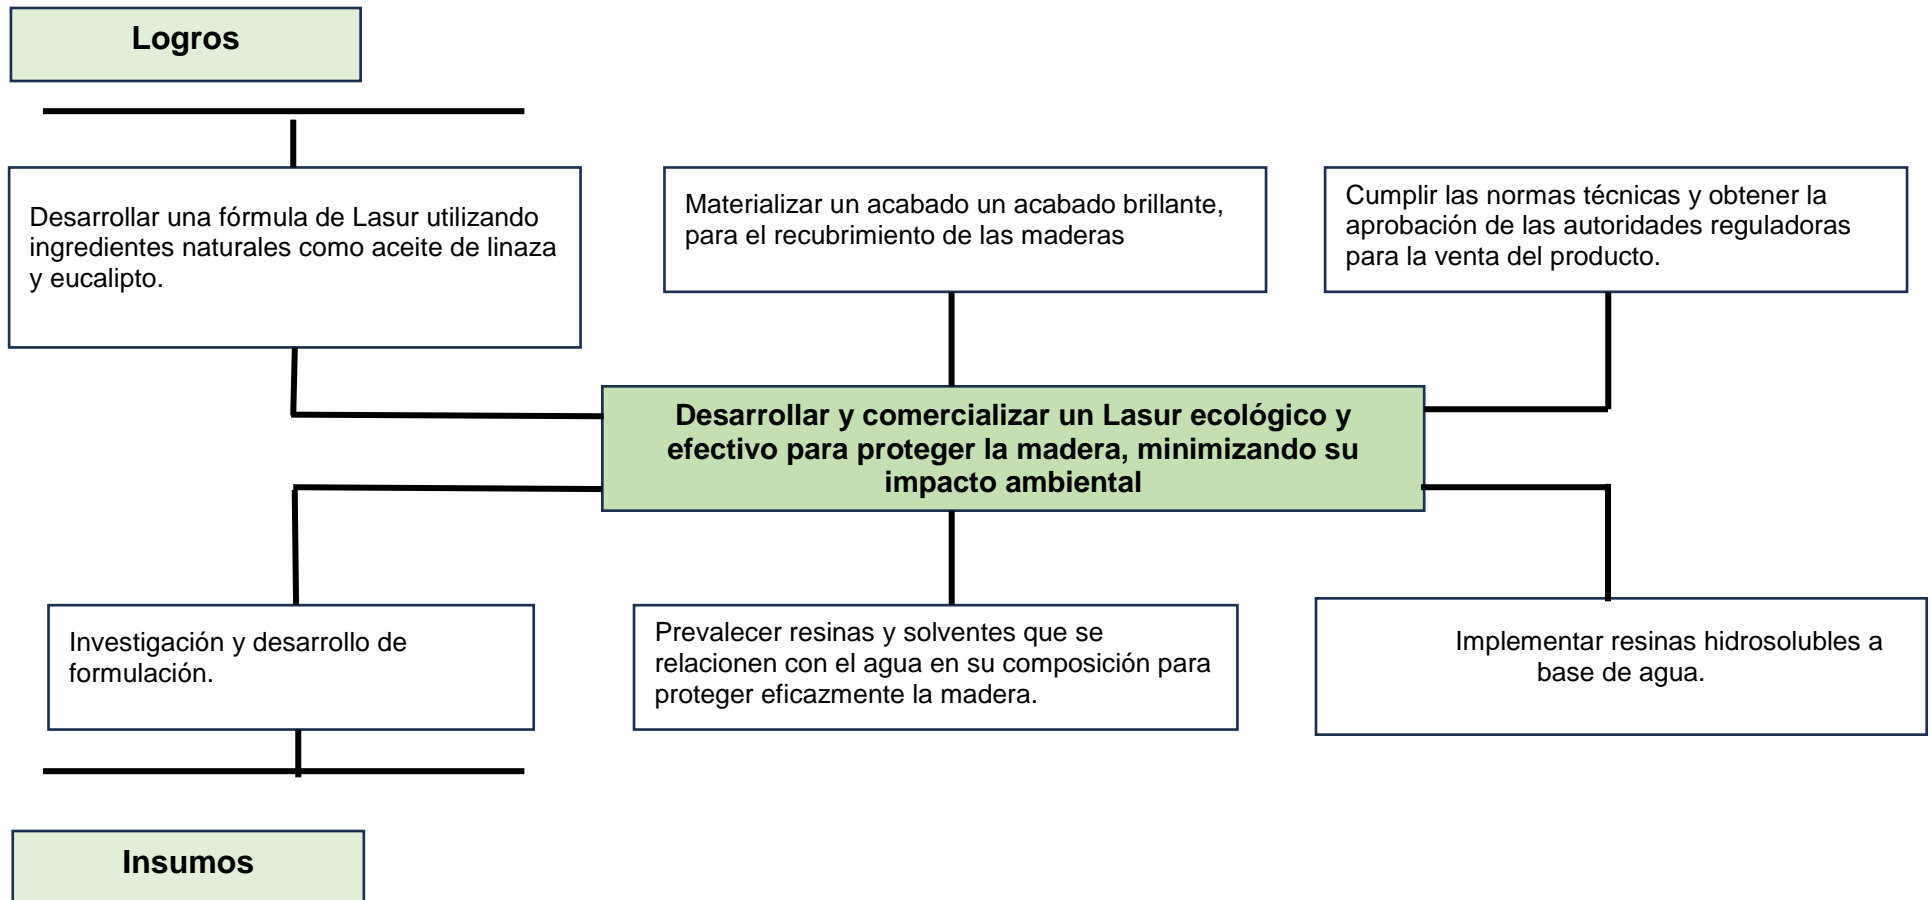 Logros
Desarrollar una fórmula de Lasur utilizando
ingredientes naturales como aceite de linaza
y eucalipto.
Materializar un acabado un acabado brillante,
para el recubrimiento de las maderas
Cumplir las normas técnicas y obtener la
aprobación de las autoridades reguladoras
para la venta del producto.
Desarrollar y comercializar un Lasur ecológico y
efectivo para proteger la madera, minimizando su
impacto ambiental
Investigación y desarrollo de
formulación.
Prevalecer resinas y solventes que se
relacionen con el agua en su composición para
proteger eficazmente la madera.
Implementar resinas hidrosolubles a
base de agua.
Insumos